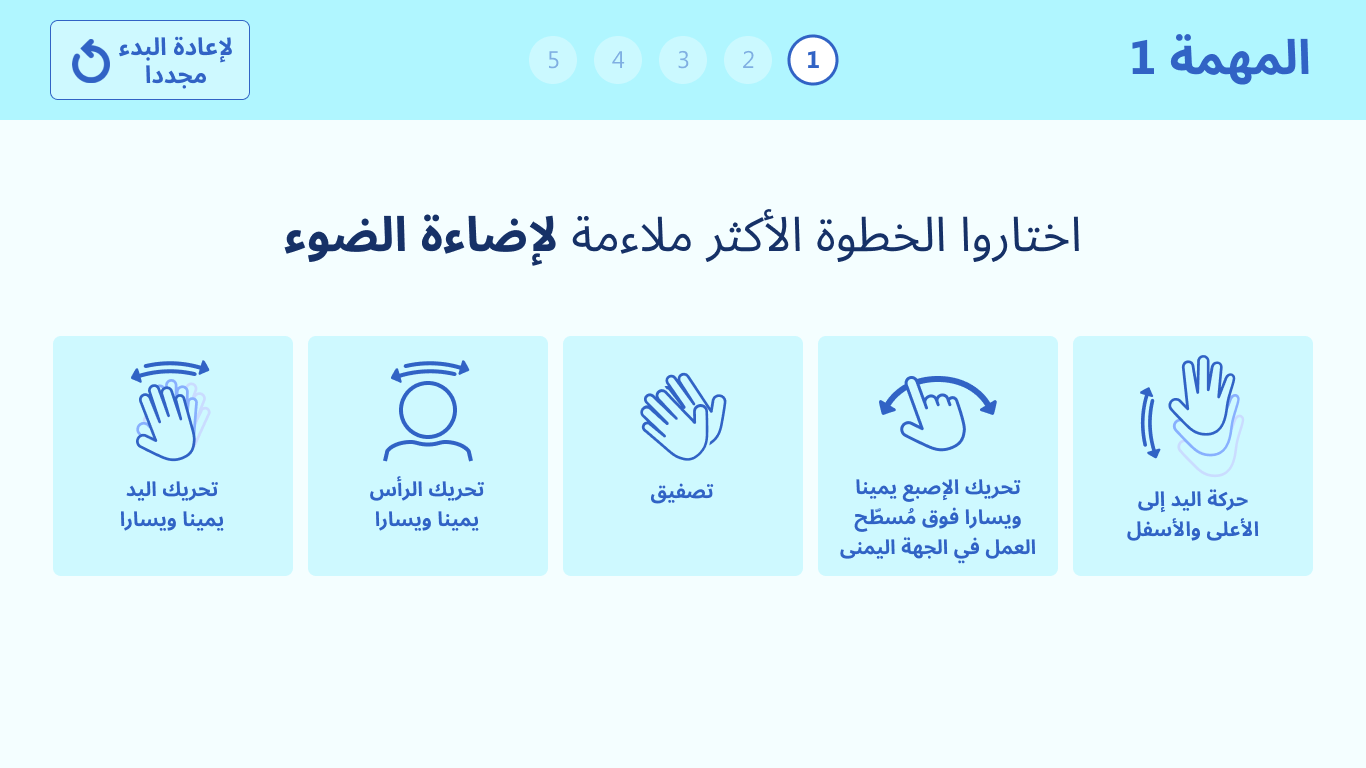 المهمة 1
1
2
3
4
5
لإعادة البدء
مجددا
اختاروا الخطوة الأكثر ملاءمة لإضاءة الضوء
حركة اليد إلى
الأعلى والأسفل
تحريك الإصبع يمينا
ويسارا فوق مُسطّح
العمل في الجهة اليمنى
تصفيق
تحريك الرأس
يمينا ويسارا
تحريك اليد
يمينا ويسارا